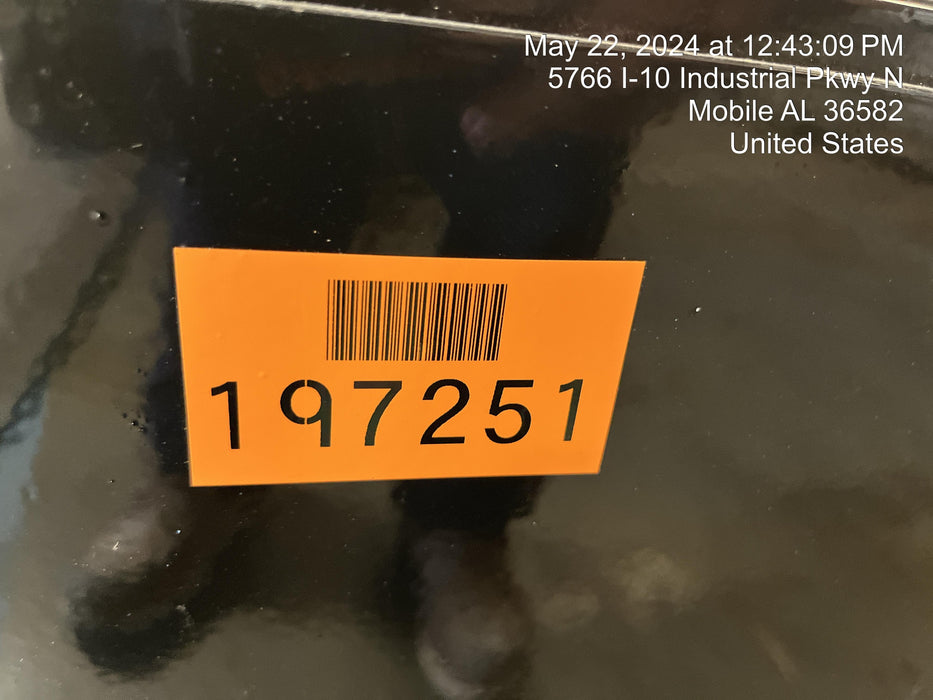 May 22, 2024 at 12:43:09 PM
5766 I-10 Industrial Pkwy N
Mobile AL 36582
United States
197251